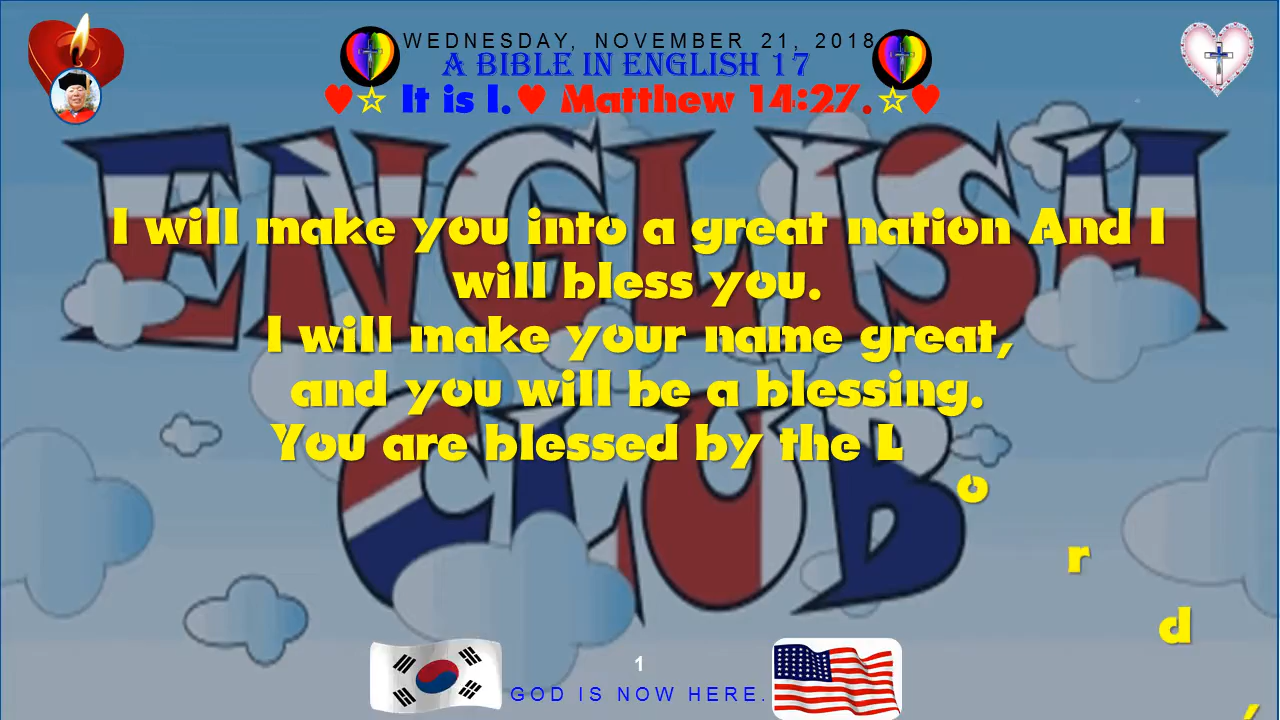 WEDNESDAY, NOVEMBER 21, 2018
A BIBLE IN ENGLISH 17
♥☆ It is I.♥ Matthew 14:27.☆♥
ENGLISH
I will make you into a great nation And I
will bless you.
I will make your name great,
and you will be a blessing.
You are blessed by the Lord,
CLUB
1
GOD IS NOW HERE.